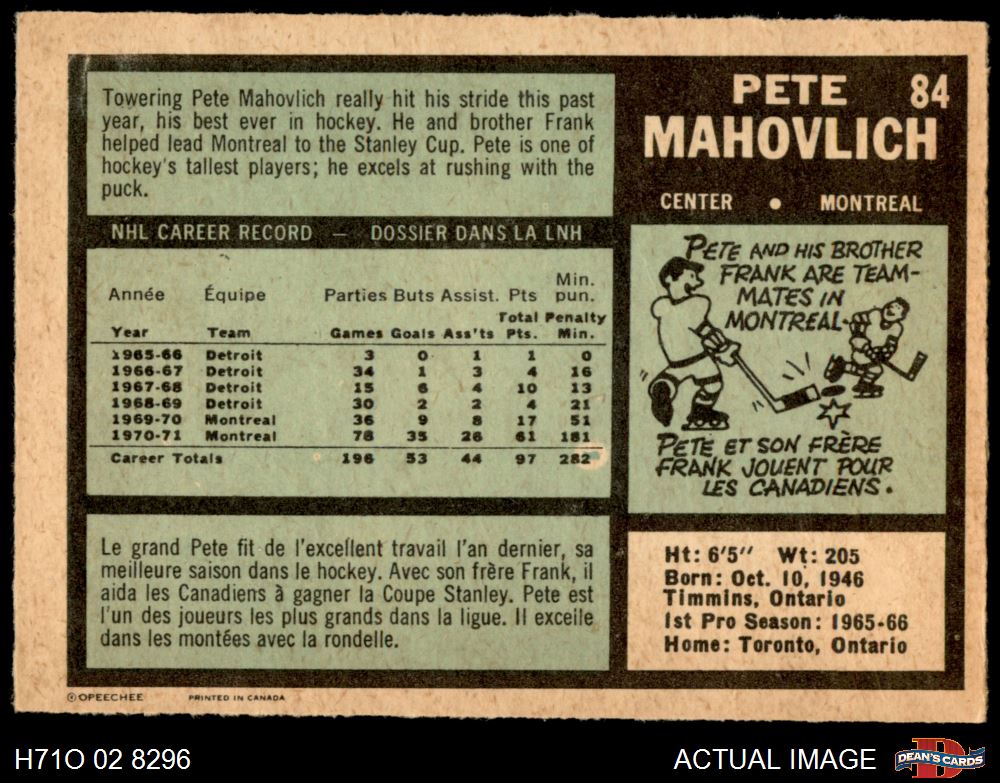 PETE 84
MAHOVLICH
CENTER • MONTREAL
Towering Pete Mahovlich really hit his stride this past
year, his best ever in hockey. He and brother Frank
helped lead Montreal to the Stanley Cup. Pete is one of
hockey's tallest players; he excels at rushing with the
puck.
NHL CAREER RECORD — DOSSIER DANS LA LNH
Année Équipe Parties Buts Assist. Pts Min. pun.
Year Team Games Goals Ass'ts Total Pts. Penalty Min.
1965-66 Detroit 3 0 1 1 0
1966-67 Detroit 34 1 3 4 16
1967-68 Detroit 15 6 4 10 13
1968-69 Detroit 30 2 2 4 21
1969-70 Montreal 36 9 8 17 51
1970-71 Montreal 78 35 26 61 181
Career Totals 196 53 44 97 282
Le grand Pete fit de l'excellent travail l'an dernier, sa
meilleure saison dans le hockey. Avec son frère Frank, il
aida les Canadiens à gagner la Coupe Stanley. Pete est
l'un des joueurs les plus grands dans la ligue. Il excelle
dans les montées avec la rondelle.
PETE AND HIS BROTHER
FRANK ARE TEAM-
MATES IN
MONTREAL
PETE ET SON FRÈRE
FRANK JOUENT POUR
LES CANADIENS.
Ht: 6'5" Wt: 205
Born: Oct. 10, 1946
Timmins, Ontario
1st Pro Season: 1965-66
Home: Toronto, Ontario
© OPEECHEE PRINTED IN CANADA
H71O 02 8296
ACTUAL IMAGE
D
DEAN'S CARDS